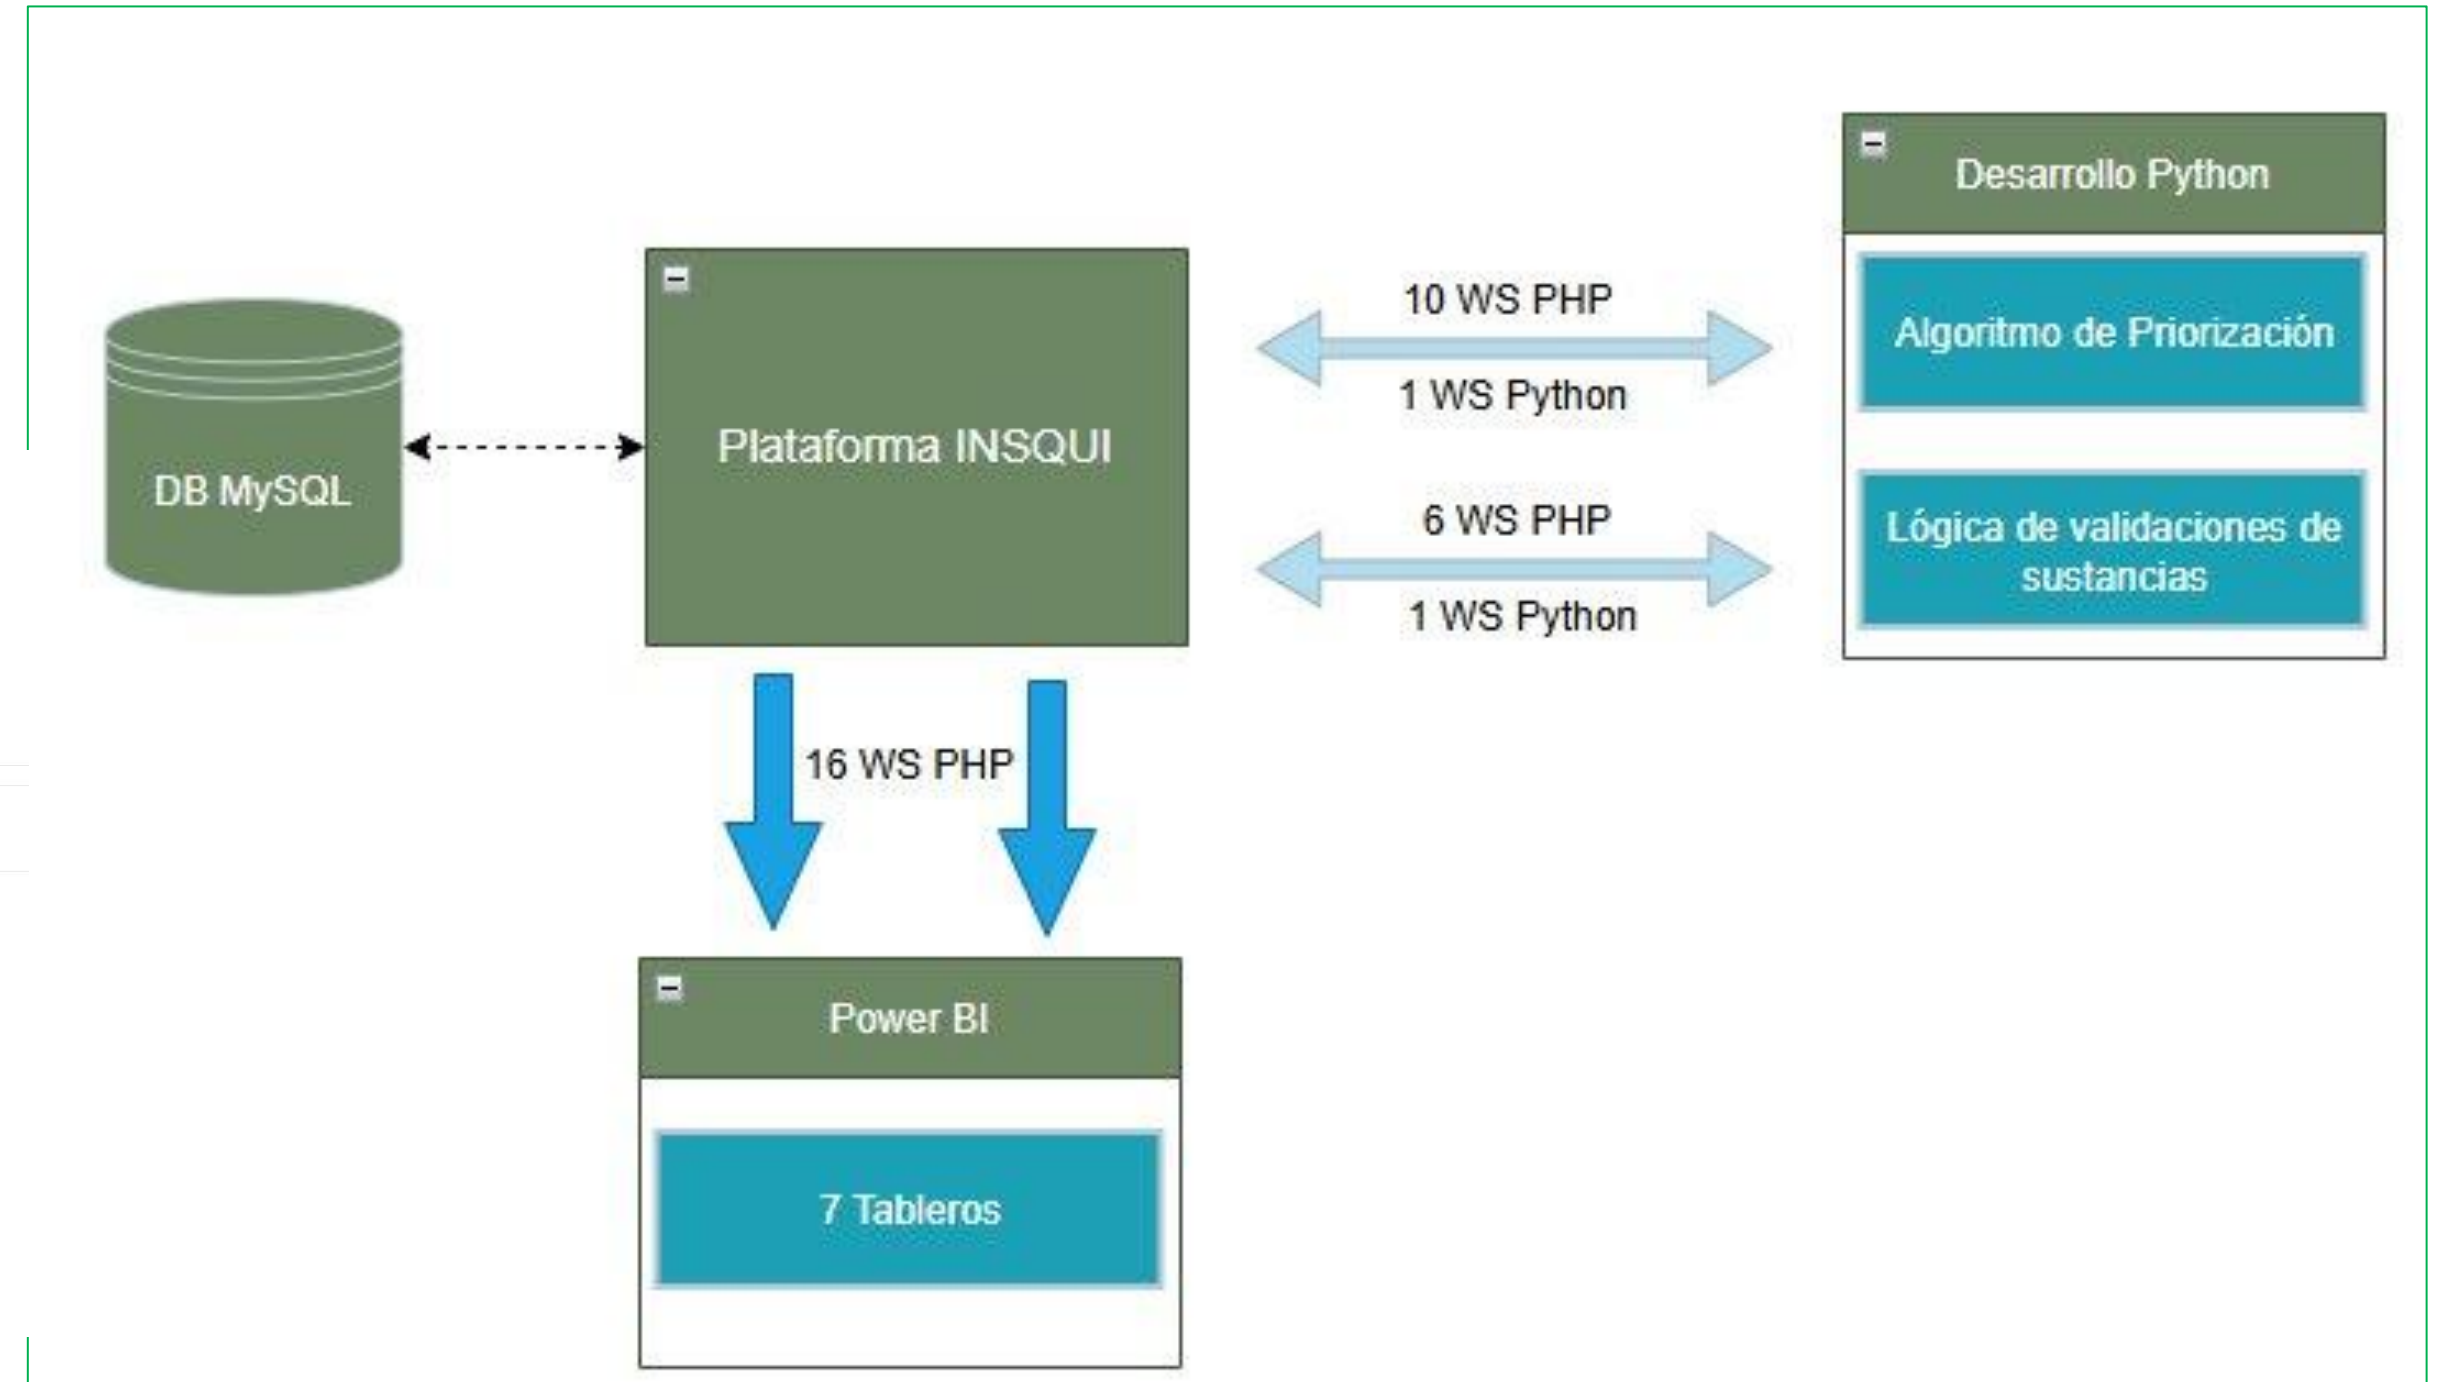 Desarrollo Python
10 WS PHP
Algoritmo de Priorización
1 WS Python
Plataforma INSQUI
DB MySQL
6 WS PHP
Lógica de validaciones de
sustancias
1 WS Python
16 WS PHP
Power BI
7 Tableros